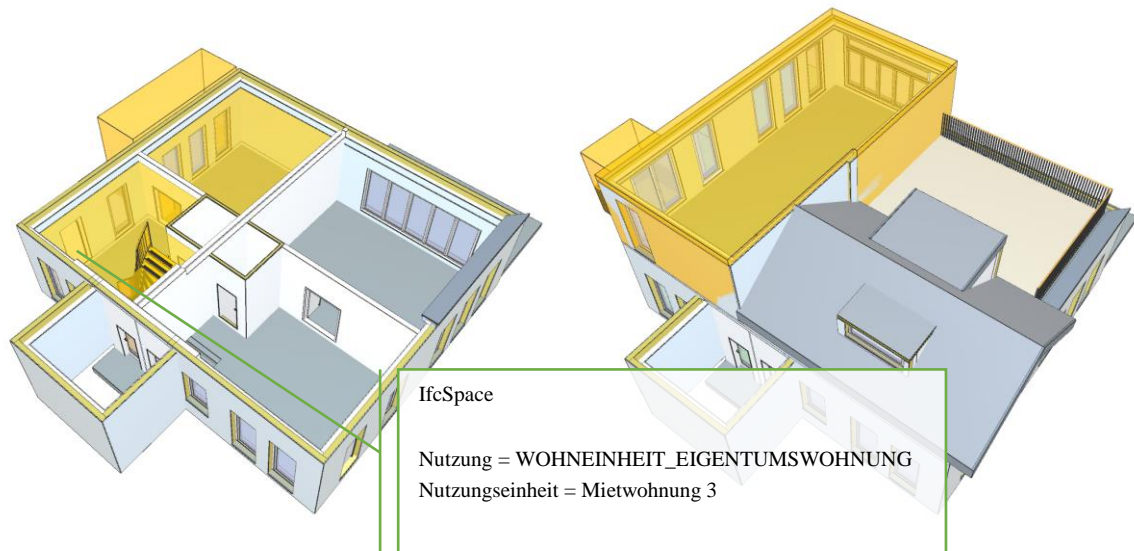 IfcSpace
Nutzung = WOHNEINHEIT_EIGENTUMSWOHNUNG
Nutzungseinheit = Mietwohnung 3